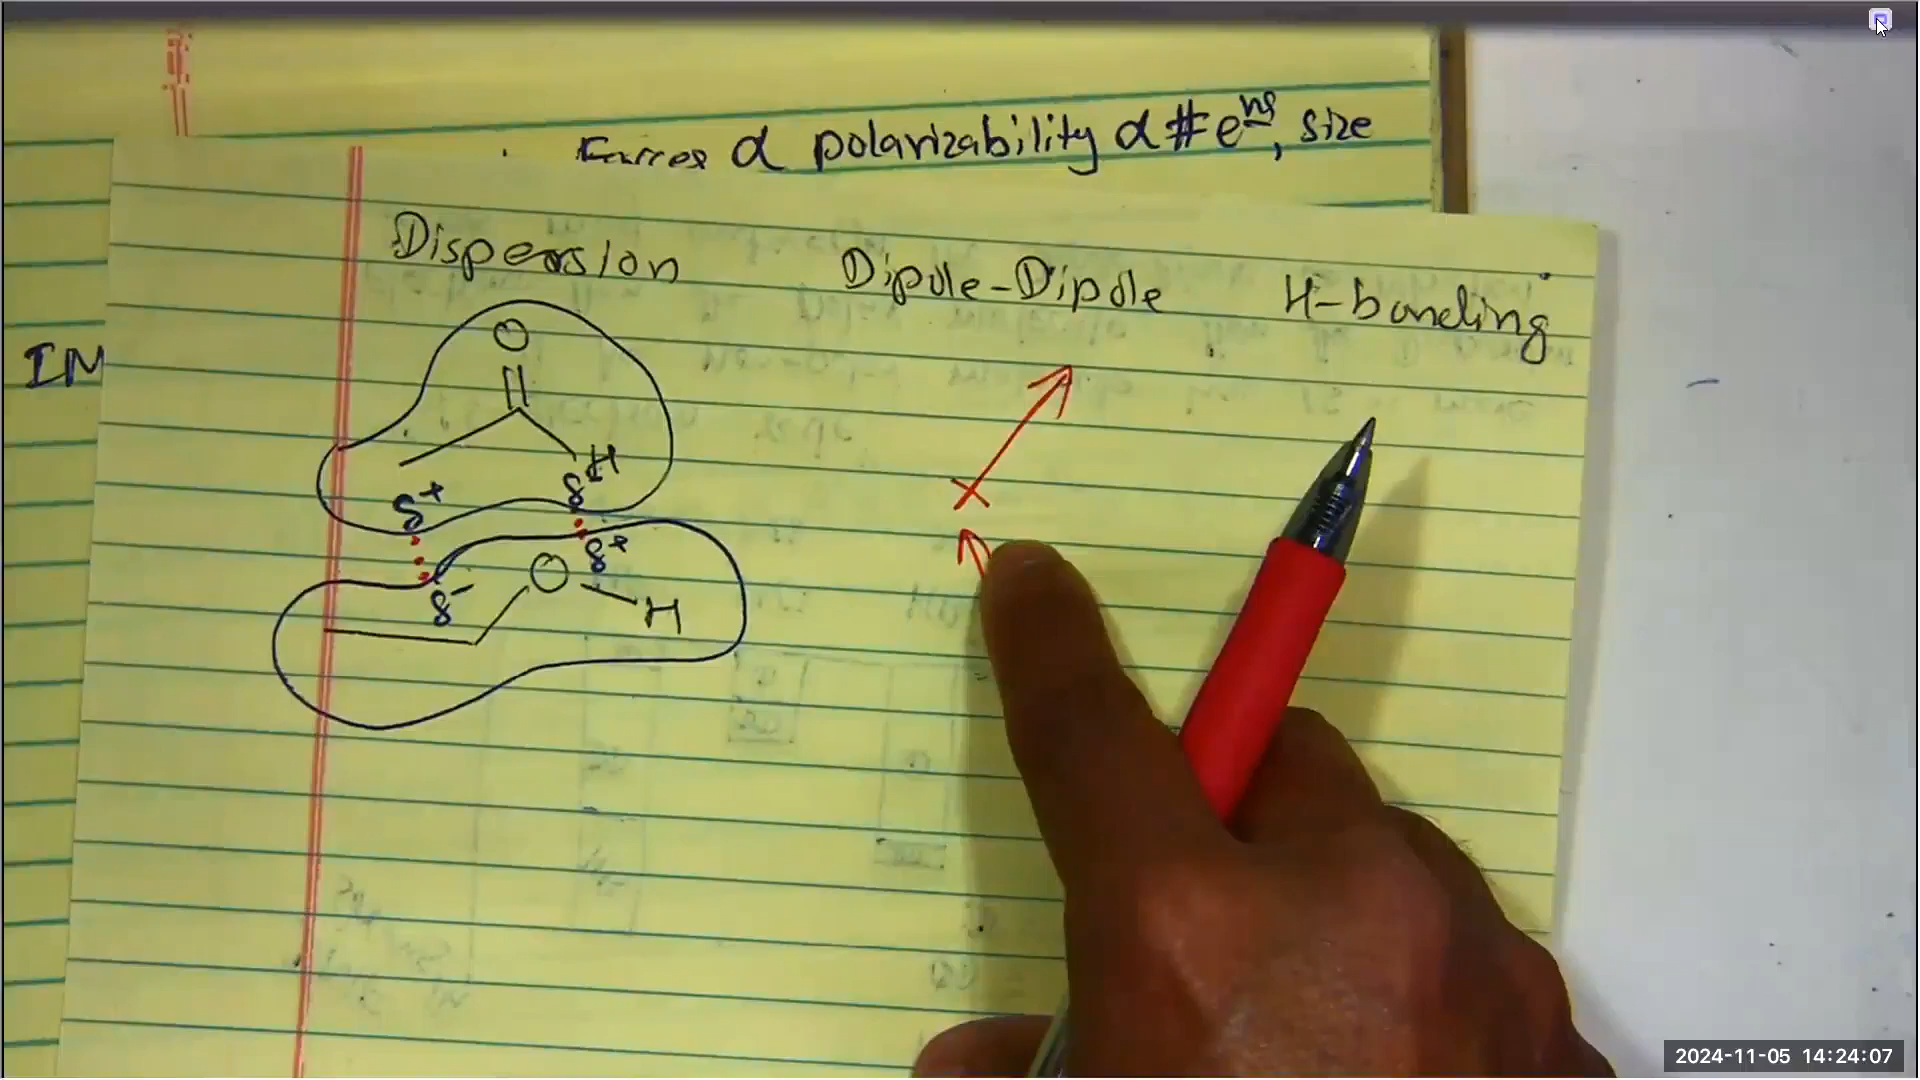 Forces α polarizability α #e^ns, size
Dispersion Dipole-Dipole H-bonding
IM
O
H
δ+ δ-
δ- δ+
O
H
2024-11-05 14:24:07